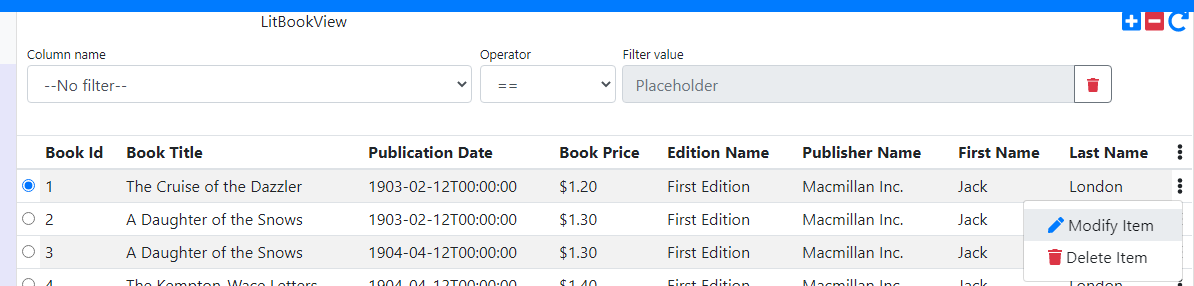 LitBookView
Column name Operator Filter value
--No filter-- == Placeholder
Book Id Book Title Publication Date Book Price Edition Name Publisher Name First Name Last Name
1 The Cruise of the Dazzler 1903-02-12T00:00:00 $1.20 First Edition Macmillan Inc. Jack London
2 A Daughter of the Snows 1903-02-12T00:00:00 $1.30 First Edition Macmillan Inc. Jack
Modify Item
3 A Daughter of the Snows 1904-04-12T00:00:00 $1.30 First Edition Macmillan Inc. Jack
Delete Item
4 The Kempton-Wace Letters 1904-04-12T00:00:00 $1.40 First Edition Macmillan Inc. Jack London